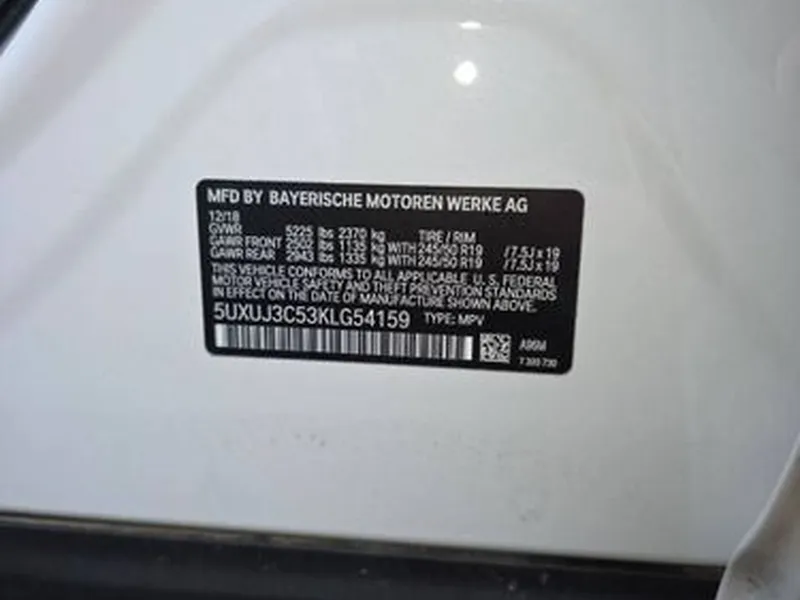 MFD BY BAYERISCHE MOTOREN WERKE AG
12/18
GVWR 5225 lbs 2370 kg TIRE / RIM
GAWR FRONT 2502 lbs 1135 kg WITH 245/50 R19 /7.5J x 19
GAWR REAR 2943 lbs 1335 kg WITH 245/50 R19 /7.5J x 19
THIS VEHICLE CONFORMS TO ALL APPLICABLE U. S. FEDERAL
MOTOR VEHICLE SAFETY AND THEFT PREVENTION STANDARDS
IN EFFECT ON THE DATE OF MANUFACTURE SHOWN ABOVE.
5UXUJ3C53KLG54159 TYPE: MPV
A96M